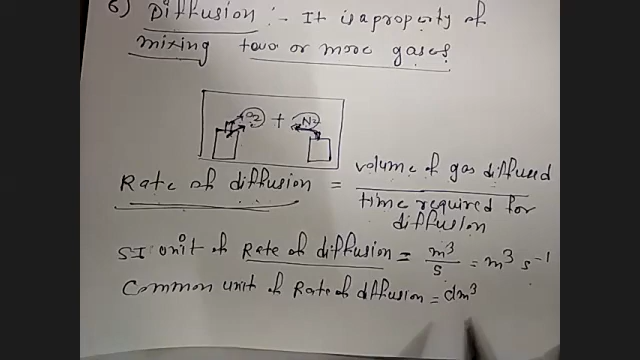 6) Diffusion :- It is a property of
mixing two or more gases
O2 + N2
Rate of diffusion = volume of gas diffused / time required for diffusion
SI unit of Rate of diffusion = m³/s = m³ s⁻¹
Common unit of Rate of diffusion = dm³